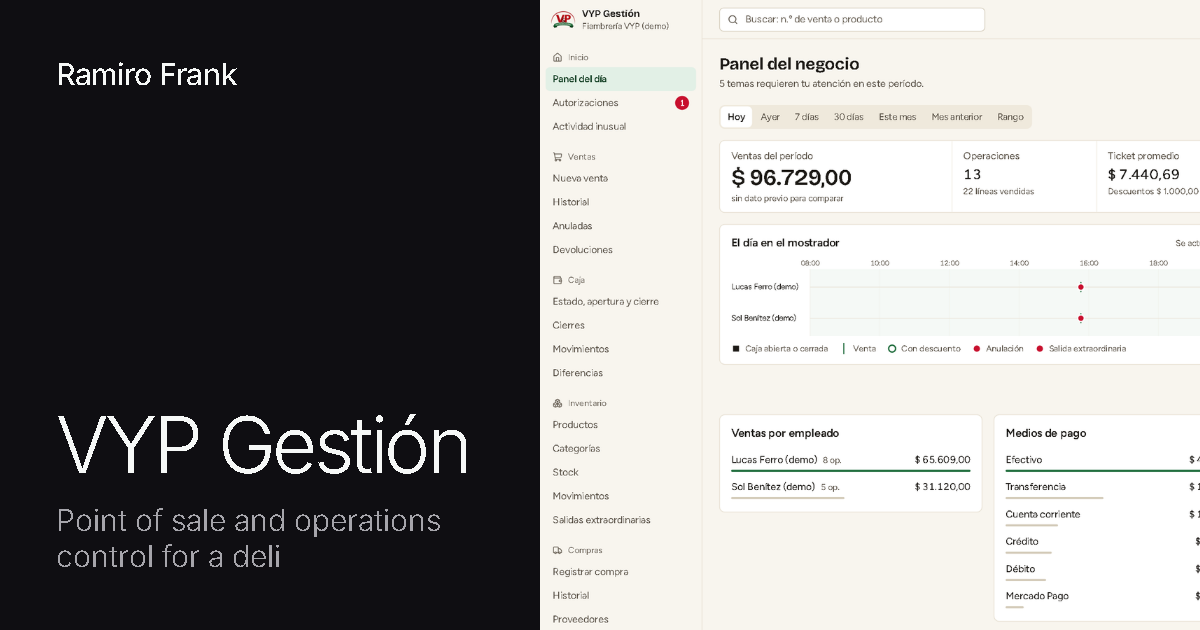 Ramiro Frank
VYP Gestión
Point of sale and operations
control for a deli
VYP
VYP Gestión
Fiambrería VYP (demo)
Inicio
Panel del día
Autorizaciones 1
Actividad inusual
Ventas
Nueva venta
Historial
Anuladas
Devoluciones
Caja
Estado, apertura y cierre
Cierres
Movimientos
Diferencias
Inventario
Productos
Categorías
Stock
Movimientos
Salidas extraordinarias
Compras
Registrar compra
Historial
Proveedores
Buscar: n.º de venta o producto
Panel del negocio
5 temas requieren tu atención en este período.
Hoy Ayer 7 días 30 días Este mes Mes anterior Rango
Ventas del período
$ 96.729,00
sin dato previo para comparar
Operaciones
13
22 líneas vendidas
Ticket promedio
$ 7.440,69
Descuentos $ 1.000,00
El día en el mostrador
Se actu
08:00 10:00 12:00 14:00 16:00 18:00
Lucas Ferro (demo)
Sol Benítez (demo)
Caja abierta o cerrada Venta Con descuento Anulación Salida extraordinaria
Ventas por empleado
Lucas Ferro (demo) 8 op. $ 65.609,00
Sol Benítez (demo) 5 op. $ 31.120,00
Medios de pago
Efectivo $ 4
Transferencia $ 1
Cuenta corriente $ 1
Crédito $
Débito $
Mercado Pago $